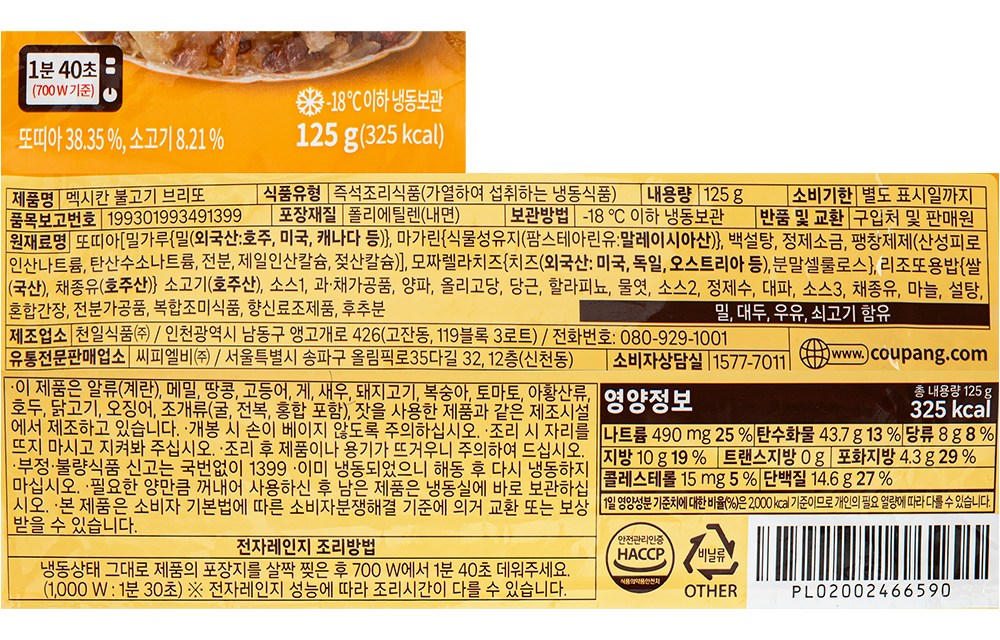 1분 40초
(700 W 기준)
-18 ℃ 이하 냉동보관
또띠아 38.35 %, 소고기 8.21 %
125 g(325 kcal)
제품명 멕시칸 불고기 브리또 식품유형 즉석조리식품(가열하여 섭취하는 냉동식품) 내용량 125 g 소비기한 별도 표시일까지
품목보고번호 199301993491399 포장재질 폴리에틸렌(내면) 보관방법 -18 ℃ 이하 냉동보관 반품 및 교환 구입처 및 판매원
원재료명 또띠아[밀가루{밀(외국산:호주, 미국, 캐나다 등)}, 마가린{식물성유지(팜스테아린유:말레이시아산)}, 백설탕, 정제소금, 팽창제제(산성피로
인산나트륨, 탄산수소나트륨, 전분, 제일인산칼슘, 젖산칼슘)], 모짜렐라치즈{치즈(외국산: 미국, 독일, 오스트리아 등),분말셀룰로스}, 리조또용밥{쌀
(국산), 채종유(호주산)} 소고기(호주산), 소스1, 과·채가공품, 양파, 올리고당, 당근, 할라피뇨, 물엿, 소스2, 정제수, 대파, 소스3, 채종유, 마늘, 설탕,
혼합간장, 전분가공품, 복합조미식품, 향신료조제품, 후추분
밀, 대두, 우유, 쇠고기 함유
제조업소 천일식품㈜ / 인천광역시 남동구 앵고개로 426(고잔동, 119블록 3로트) / 전화번호: 080-929-1001
유통전문판매업소 씨피엘비㈜ / 서울특별시 송파구 올림픽로35다길 32, 12층(신천동) 소비자상담실 1577-7011 www.coupang.com
·이 제품은 알류(계란), 메밀, 땅콩, 고등어, 게, 새우, 돼지고기, 복숭아, 토마토, 아황산류,
호두, 닭고기, 오징어, 조개류(굴, 전복, 홍합 포함), 잣을 사용한 제품과 같은 제조시설
에서 제조하고 있습니다. ·개봉 시 손이 베이지 않도록 주의하십시오. ·조리 시 자리를
뜨지 마시고 지켜봐 주십시오. ·조리 후 제품이나 용기가 뜨거우니 주의하여 드십시오.
·부정·불량식품 신고는 국번없이 1399 ·이미 냉동되었으니 해동 후 다시 냉동하지
마십시오. ·필요한 양만큼 꺼내어 사용하신 후 남은 제품은 냉동실에 바로 보관하십
시오. ·본 제품은 소비자 기본법에 따른 소비자분쟁해결 기준에 의거 교환 또는 보상
받을 수 있습니다.
전자레인지 조리방법
냉동상태 그대로 제품의 포장지를 살짝 찢은 후 700 W에서 1분 40초 데워주세요.
(1,000 W : 1분 30초) ※ 전자레인지 성능에 따라 조리시간이 다를 수 있습니다.
영양정보
총 내용량 125 g
325 kcal
나트륨 490 mg 25 % 탄수화물 43.7 g 13 % 당류 8 g 8 %
지방 10 g 19 % 트랜스지방 0 g 포화지방 4.3 g 29 %
콜레스테롤 15 mg 5 % 단백질 14.6 g 27 %
1일 영양성분 기준치에 대한 비율(%)은 2,000 kcal 기준이므로 개인의 필요 열량에 따라 다를 수 있습니다.
안전관리인증
HACCP
식품의약품안전처
비닐류
OTHER
PL02002466590